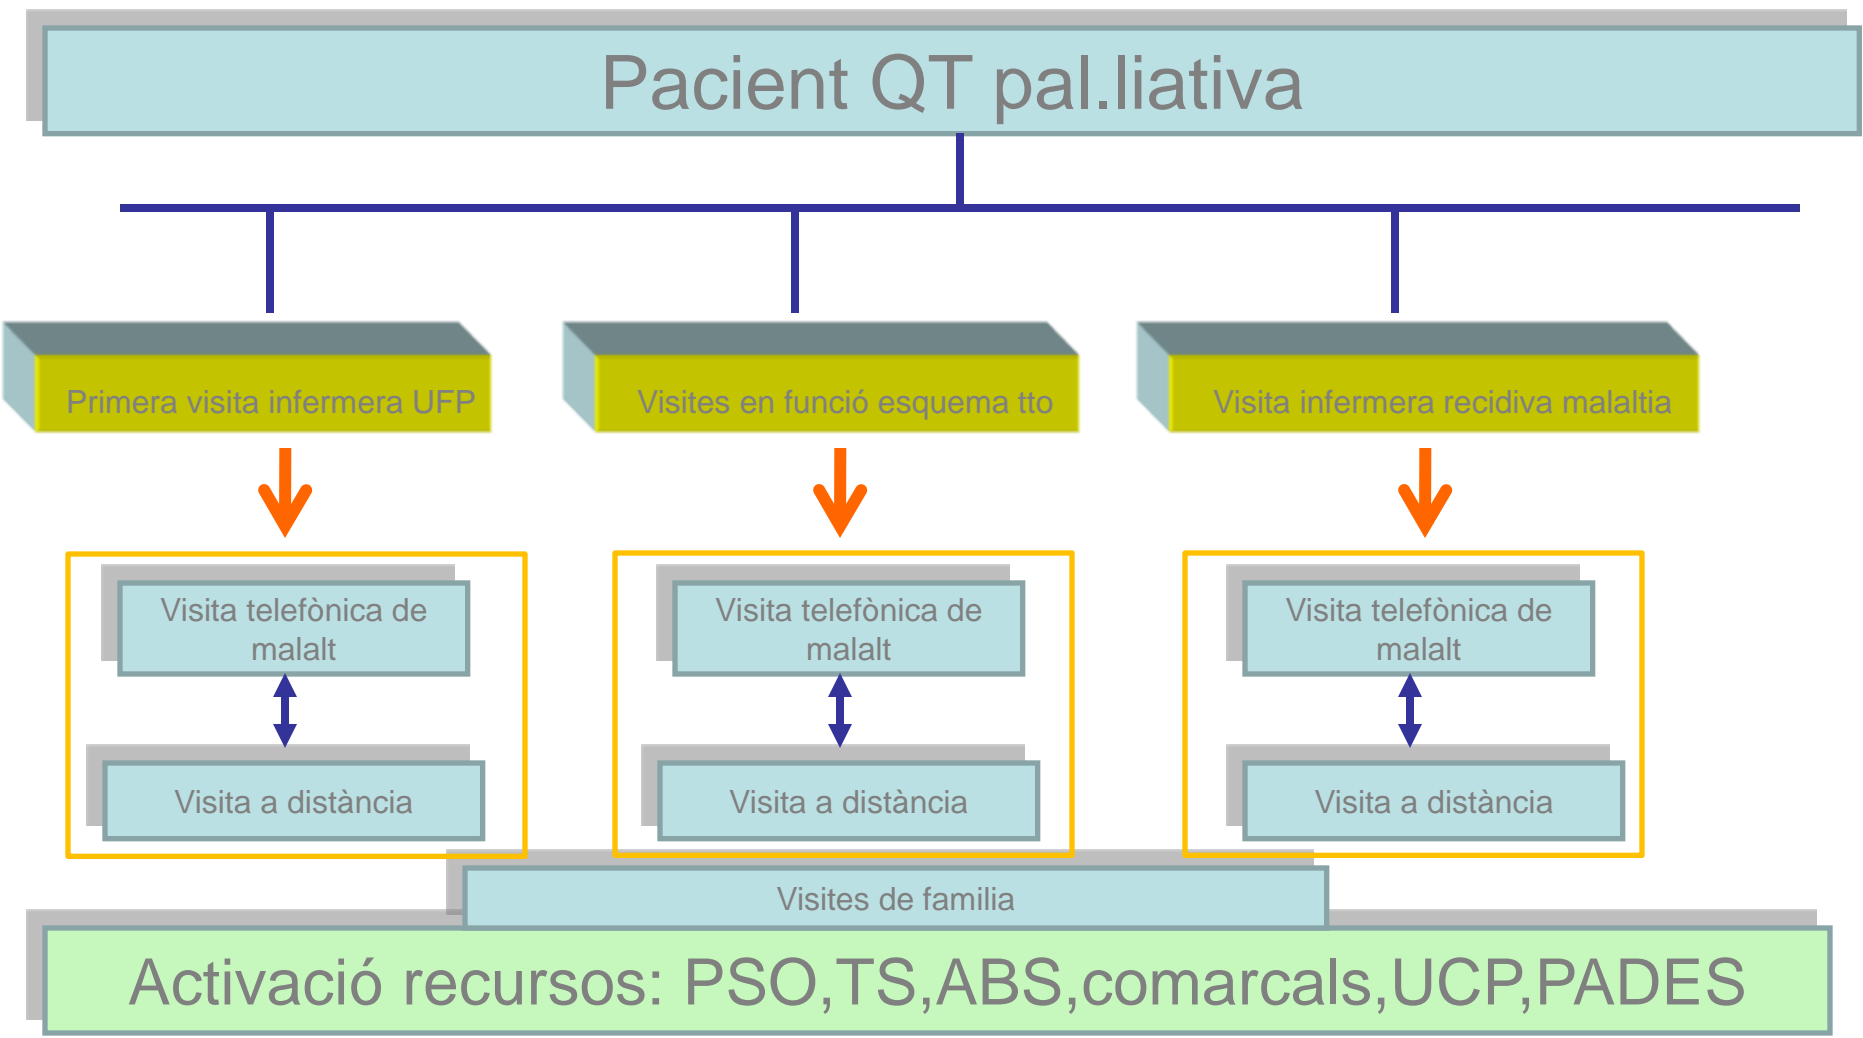 Pacient QT pal.liativa
Primera visita infermera UFP
Visites en funció esquema tto
Visita infermera recidiva malaltia
Visita telefònica de
malalt
Visita telefònica de
malalt
Visita telefònica de
malalt
Visita a distància
Visita a distància
Visita a distància
Visites de familia
Activació recursos: PSO,TS,ABS,comarcals,UCP,PADES